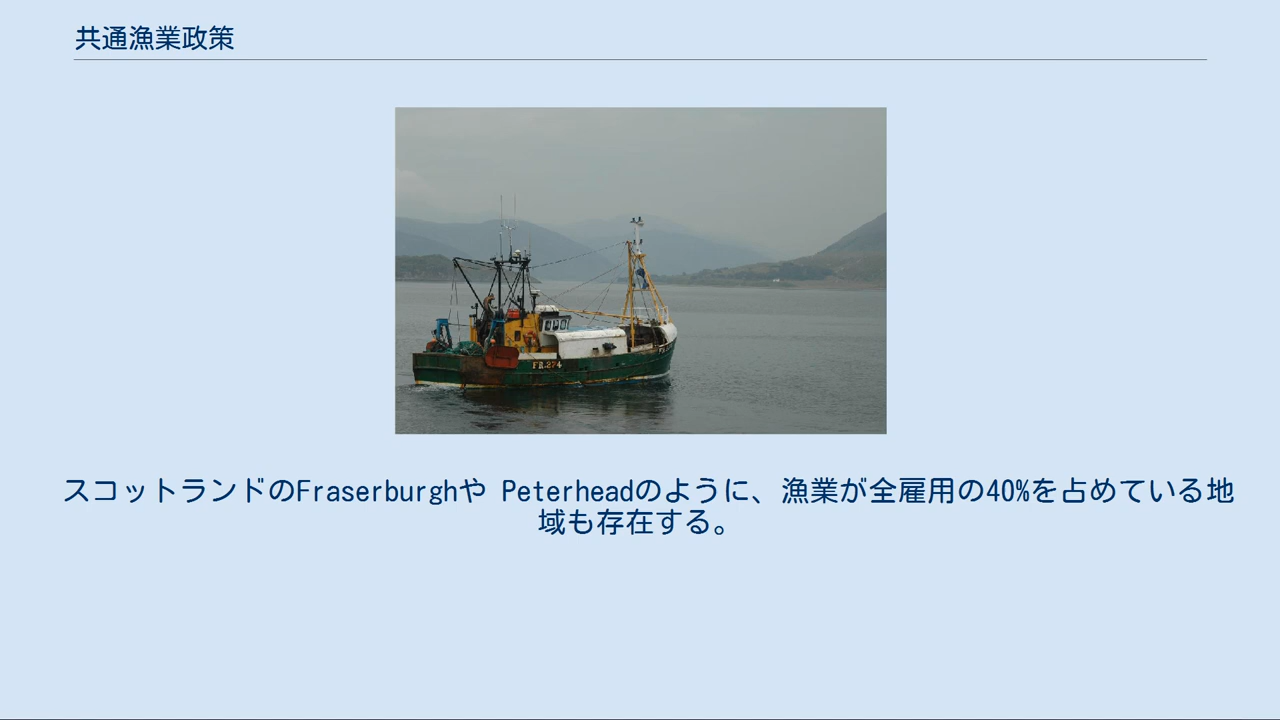 共通漁業政策
FR.274
スコットランドのFraserburghや Peterheadのように、漁業が全雇用の40%を占めている地
域も存在する。